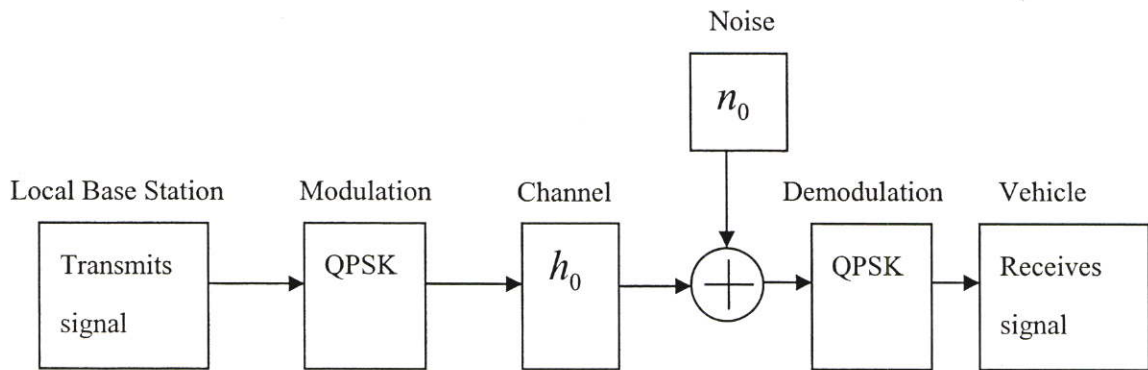 Noise
n₀
Local Base Station
Modulation
Channel
Demodulation
Vehicle
Transmits
signal
QPSK
h₀
QPSK
Receives
signal